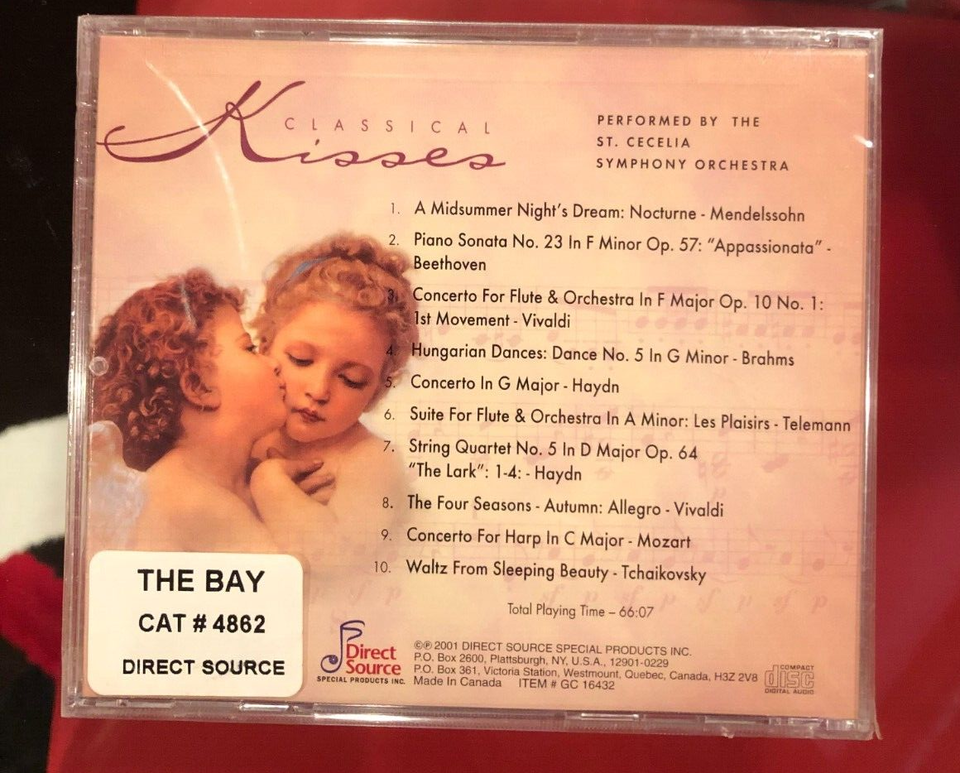 CLASSICAL
Kisses
PERFORMED BY THE
ST. CECELIA
SYMPHONY ORCHESTRA
1. A Midsummer Night's Dream: Nocturne - Mendelssohn
2. Piano Sonata No. 23 In F Minor Op. 57: "Appassionata" -
Beethoven
3. Concerto For Flute & Orchestra In F Major Op. 10 No. 1:
1st Movement - Vivaldi
4. Hungarian Dances: Dance No. 5 In G Minor - Brahms
5. Concerto In G Major - Haydn
6. Suite For Flute & Orchestra In A Minor: Les Plaisirs - Telemann
7. String Quartet No. 5 In D Major Op. 64
"The Lark": 1-4: - Haydn
8. The Four Seasons - Autumn: Allegro - Vivaldi
9. Concerto For Harp In C Major - Mozart
10. Waltz From Sleeping Beauty - Tchaikovsky
Total Playing Time – 66:07
THE BAY
CAT # 4862
DIRECT SOURCE
Direct
Source
SPECIAL PRODUCTS INC.
©℗ 2001 DIRECT SOURCE SPECIAL PRODUCTS INC.
P.O. Box 2600, Plattsburgh, NY, U.S.A., 12901-0229
P.O. Box 361, Victoria Station, Westmount, Quebec, Canada, H3Z 2V8
Made In Canada ITEM # GC 16432
COMPACT
disc
DIGITAL AUDIO